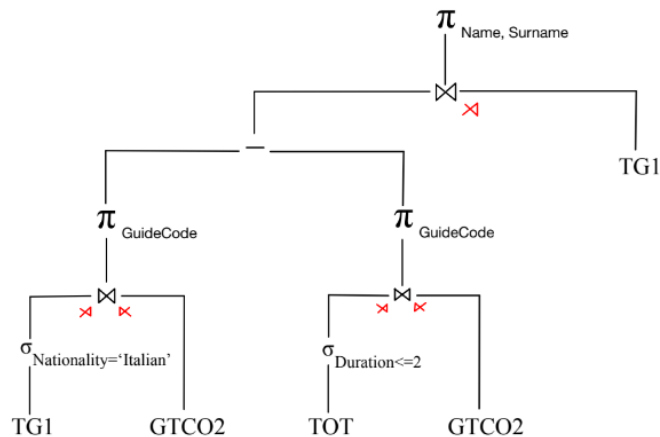 π Name, Surname
⋈
⋈
TG1
−
π GuideCode
π GuideCode
⋈
⋈
⋈ ⋈
⋈ ⋈
σ Nationality=‘Italian’
σ Duration<=2
TG1
GTCO2
TOT
GTCO2